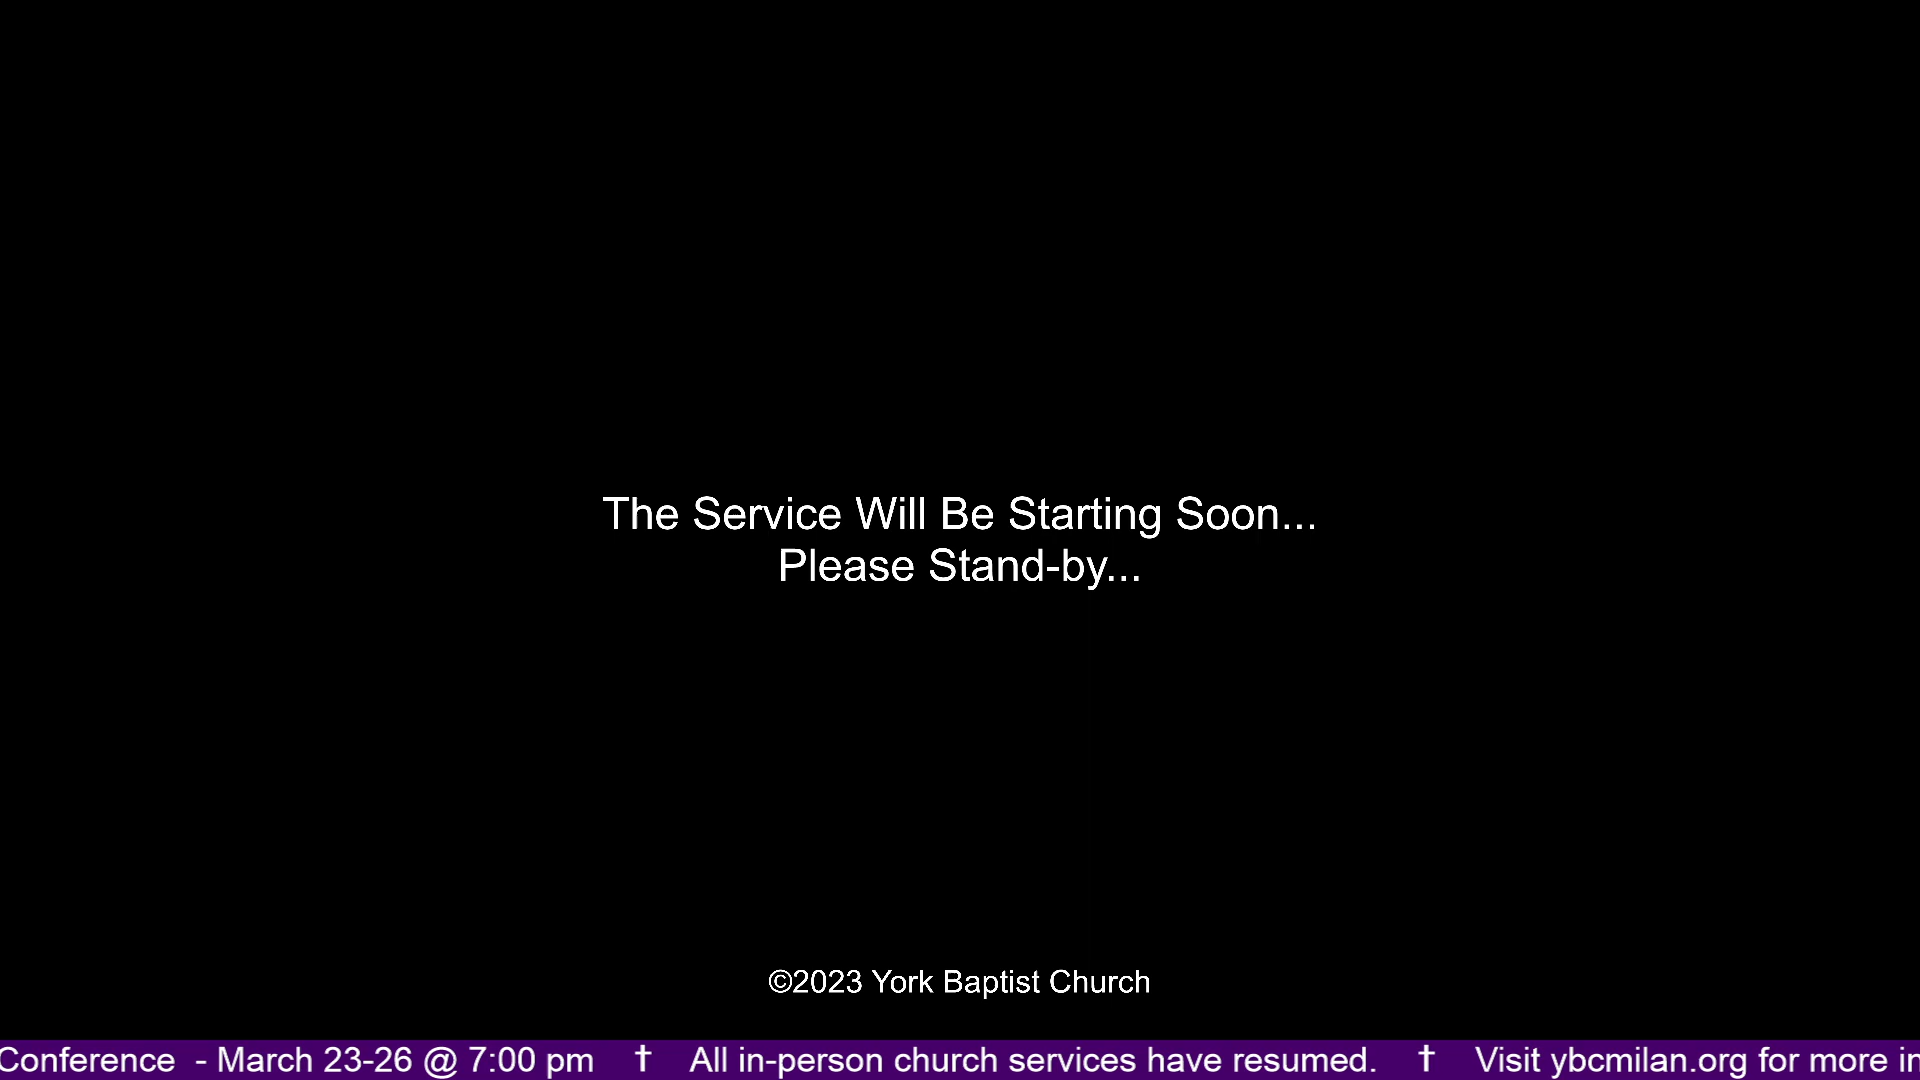 The Service Will Be Starting Soon...
Please Stand-by...
©2023 York Baptist Church
Conference - March 23-26 @ 7:00 pm † All in-person church services have resumed. † Visit ybcmilan.org for more